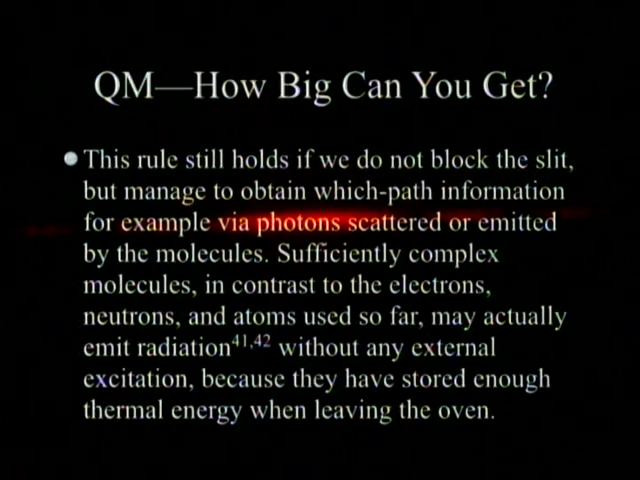 QM—How Big Can You Get?
This rule still holds if we do not block the slit,
but manage to obtain which-path information
for example via photons scattered or emitted
by the molecules. Sufficiently complex
molecules, in contrast to the electrons,
neutrons, and atoms used so far, may actually
emit radiation41,42 without any external
excitation, because they have stored enough
thermal energy when leaving the oven.